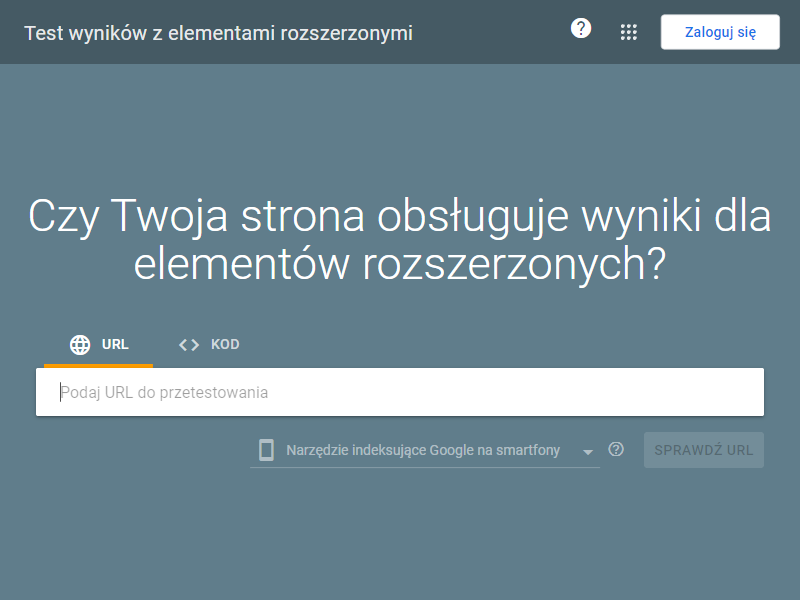 Test wyników z elementami rozszerzonymi
Zaloguj się
Czy Twoja strona obsługuje wyniki dla
elementów rozszerzonych?
URL
KOD
Podaj URL do przetestowania
Narzędzie indeksujące Google na smartfony
SPRAWDŹ URL